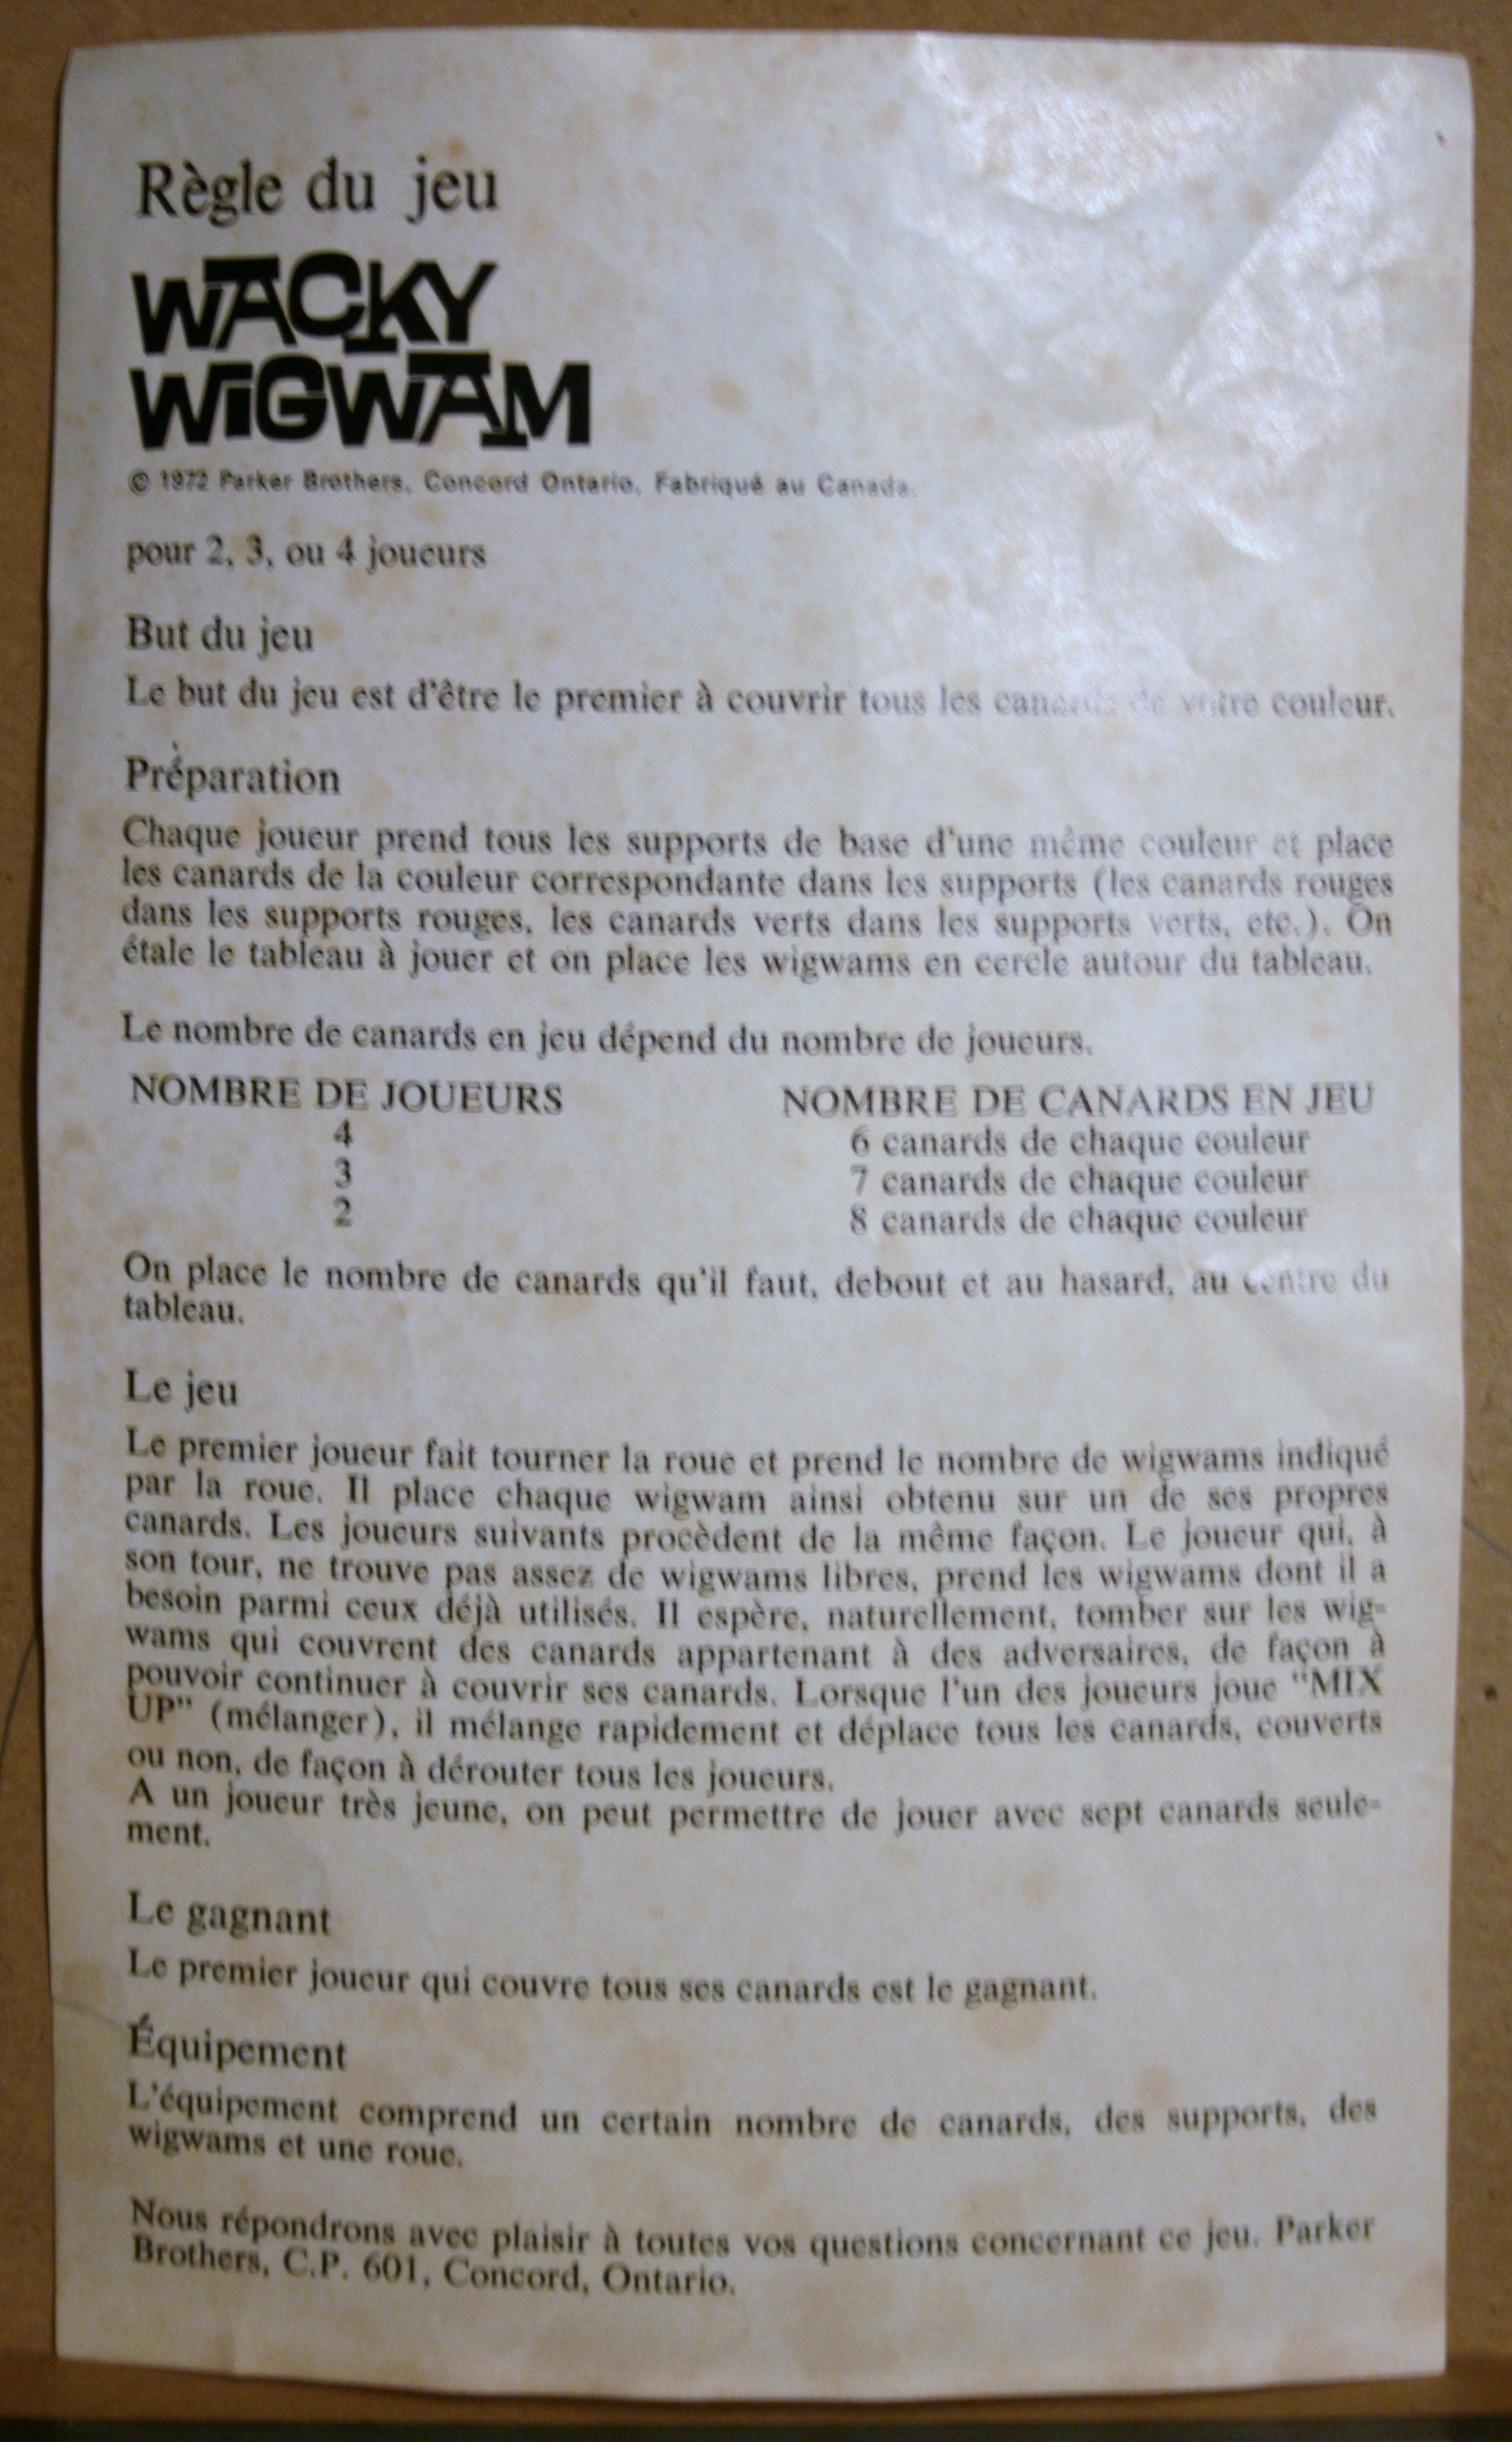 Règle du jeu
WACKY
WiGWAM
© 1972 Parker Brothers, Concord Ontario, Fabriqué au Canada.
pour 2, 3, ou 4 joueurs
But du jeu
Le but du jeu est d'être le premier à couvrir tous les canards de votre couleur.
Préparation
Chaque joueur prend tous les supports de base d'une même couleur et place
les canards de la couleur correspondante dans les supports (les canards rouges
dans les supports rouges, les canards verts dans les supports verts, etc.). On
étale le tableau à jouer et on place les wigwams en cercle autour du tableau.
Le nombre de canards en jeu dépend du nombre de joueurs.
NOMBRE DE JOUEURS NOMBRE DE CANARDS EN JEU
4 6 canards de chaque couleur
3 7 canards de chaque couleur
2 8 canards de chaque couleur
On place le nombre de canards qu'il faut, debout et au hasard, au centre du
tableau.
Le jeu
Le premier joueur fait tourner la roue et prend le nombre de wigwams indiqué
par la roue. Il place chaque wigwam ainsi obtenu sur un de ses propres
canards. Les joueurs suivants procèdent de la même façon. Le joueur qui, à
son tour, ne trouve pas assez de wigwams libres, prend les wigwams dont il a
besoin parmi ceux déjà utilisés. Il espère, naturellement, tomber sur les wig-
wams qui couvrent des canards appartenant à des adversaires, de façon à
pouvoir continuer à couvrir ses canards. Lorsque l'un des joueurs joue "MIX
UP" (mélanger), il mélange rapidement et déplace tous les canards, couverts
ou non, de façon à dérouter tous les joueurs.
A un joueur très jeune, on peut permettre de jouer avec sept canards seule-
ment.
Le gagnant
Le premier joueur qui couvre tous ses canards est le gagnant.
Équipement
L'équipement comprend un certain nombre de canards, des supports, des
wigwams et une roue.
Nous répondrons avec plaisir à toutes vos questions concernant ce jeu. Parker
Brothers, C.P. 601, Concord, Ontario.